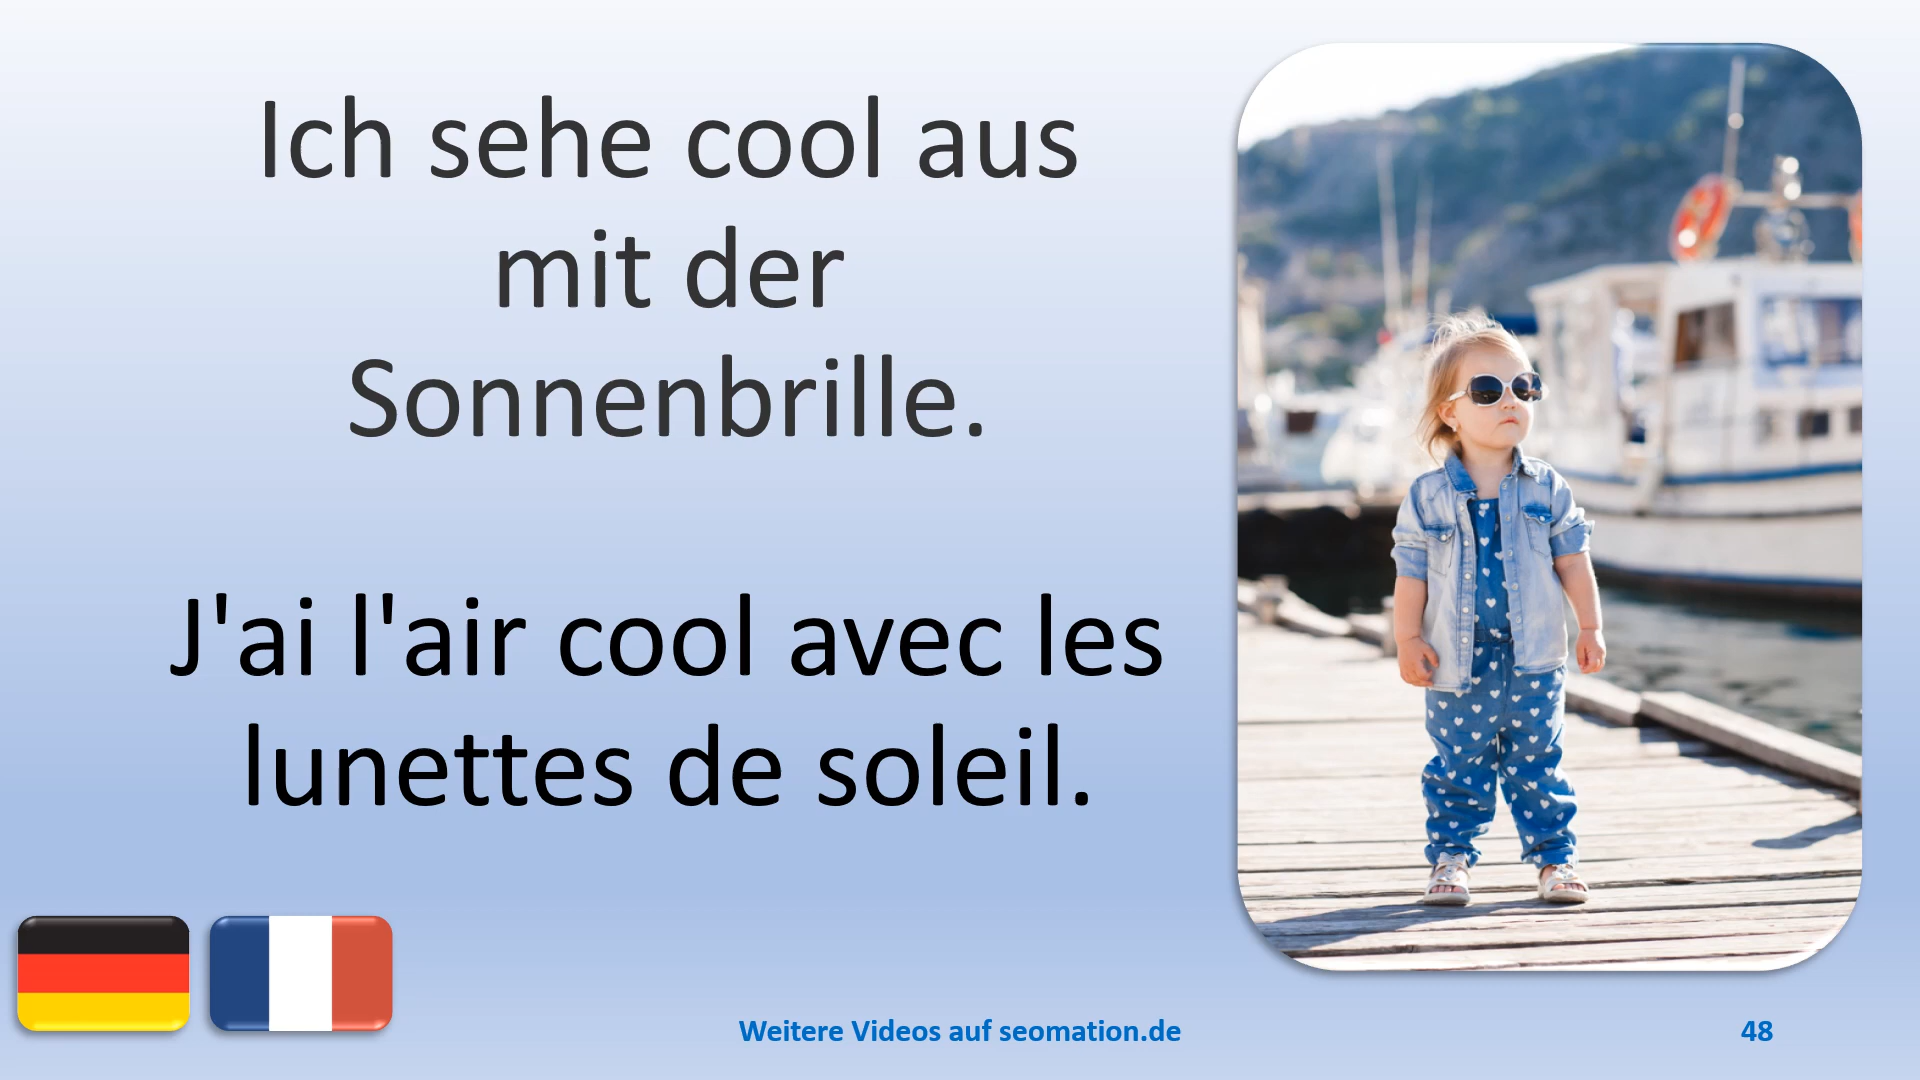 Ich sehe cool aus
mit der
Sonnenbrille.
J'ai l'air cool avec les
lunettes de soleil.
Weitere Videos auf seomation.de
48